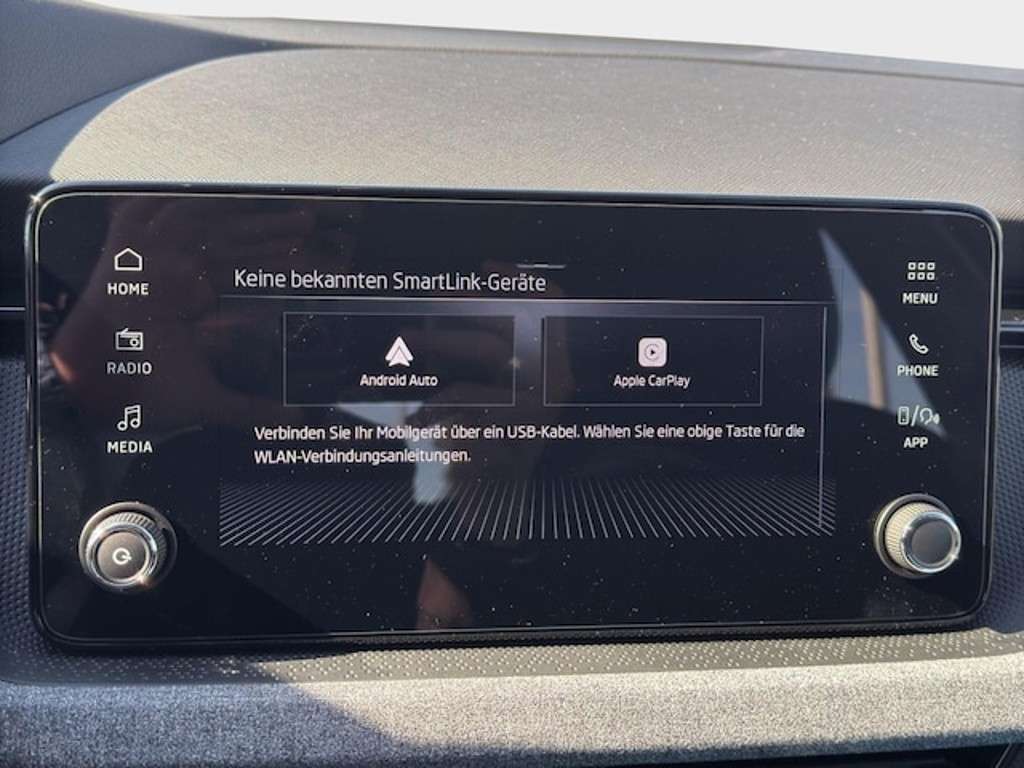 HOME
RADIO
MEDIA
Keine bekannten SmartLink-Geräte
Android Auto
Apple CarPlay
Verbinden Sie Ihr Mobilgerät über ein USB-Kabel. Wählen Sie eine obige Taste für die
WLAN-Verbindungsanleitungen.
MENU
PHONE
APP